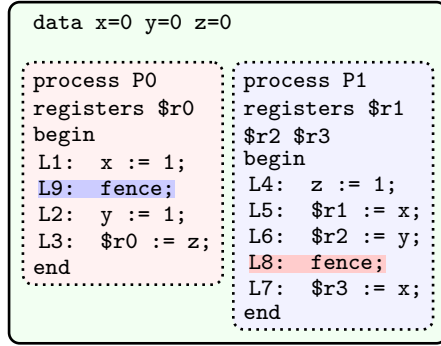 data x=0 y=0 z=0
process P0
registers $r0
begin
L1: x := 1;
L9: fence;
L2: y := 1;
L3: $r0 := z;
end
process P1
registers $r1
$r2 $r3
begin
L4: z := 1;
L5: $r1 := x;
L6: $r2 := y;
L8: fence;
L7: $r3 := x;
end